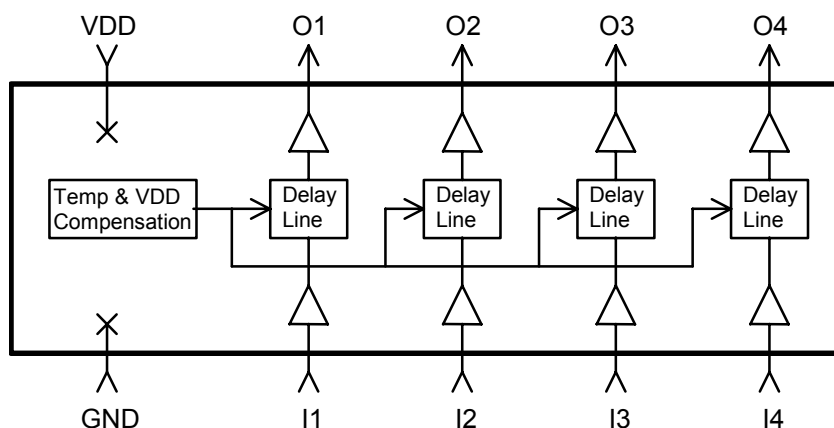 VDD O1 O2 O3 O4
Temp & VDD
Compensation
Delay
Line
Delay
Line
Delay
Line
Delay
Line
GND I1 I2 I3 I4